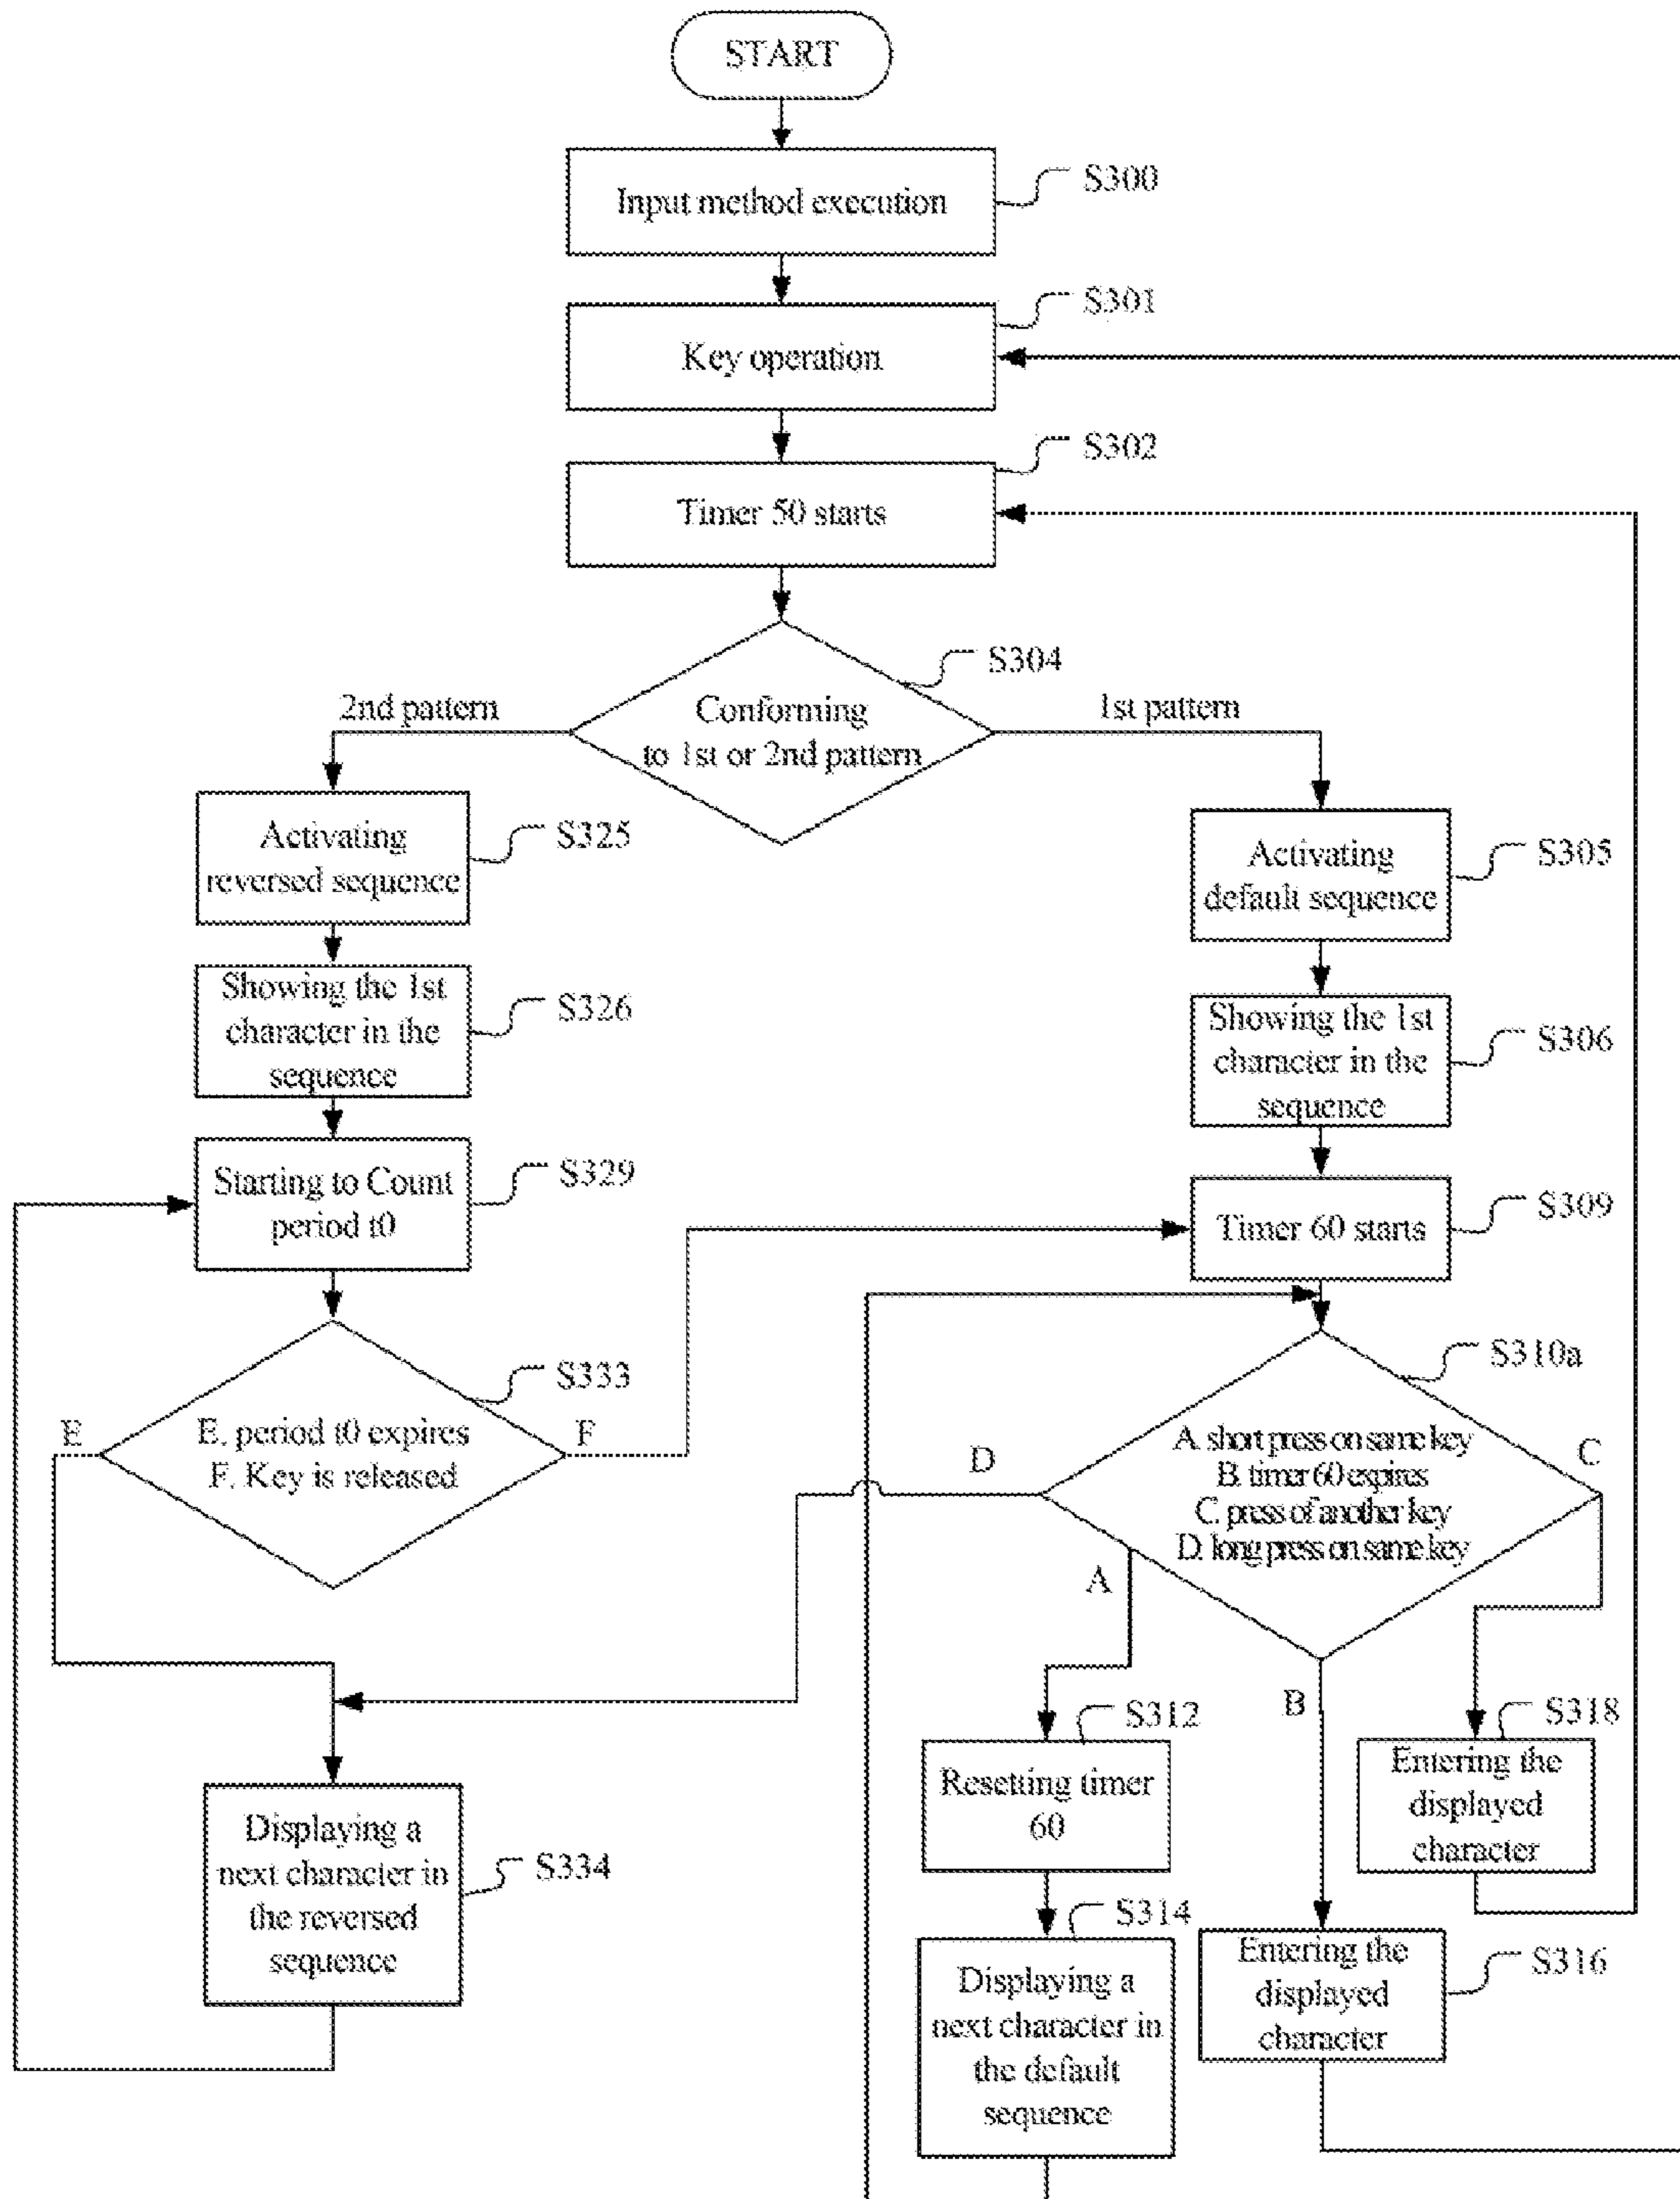 START
Input method execution
S300
Key operation
S301
Timer 50 starts
S302
Conforming
to 1st or 2nd pattern
S304
2nd pattern
1st pattern
Activating
reversed sequence
S325
Activating
default sequence
S305
Showing the 1st
character in the
sequence
S326
Showing the 1st
character in the
sequence
S306
Starting to Count
period t0
S329
Timer 60 starts
S309
E. period t0 expires
F. Key is released
S333
E
F
A. short press on same key
B. timer 60 expires
C. press of another key
D. long press on same key
S310a
D
C
A
B
Resetting timer
60
S312
Entering the
displayed
character
S318
Displaying a
next character in
the reversed
sequence
S334
Displaying a
next character in
the default
sequence
S314
Entering the
displayed
character
S316